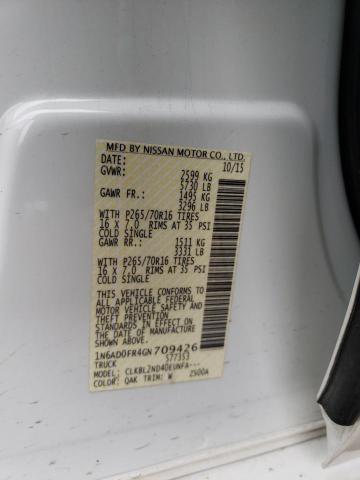 MFD BY NISSAN MOTOR CO., LTD.
DATE: 10/15
GVWR: 2599 KG
5730 LB
GAWR FR.: 1495 KG
3296 LB
WITH P265/70R16 TIRES
16 X 7.0 RIMS AT 35 PSI
COLD SINGLE
GAWR RR.: 1511 KG
3331 LB
WITH P265/70R16 TIRES
16 X 7.0 RIMS AT 35 PSI
COLD SINGLE
THIS VEHICLE CONFORMS TO
ALL APPLICABLE FEDERAL
MOTOR VEHICLE SAFETY
STANDARDS IN EFFECT ON THE
DATE OF MANUFACTURE SHOWN
ABOVE.
1N6AD0FR4GN709426
TRUCK 577353
MODEL: CLKBL2ND40EUNFA---
COLOR: QAK TRIM: W 2500A